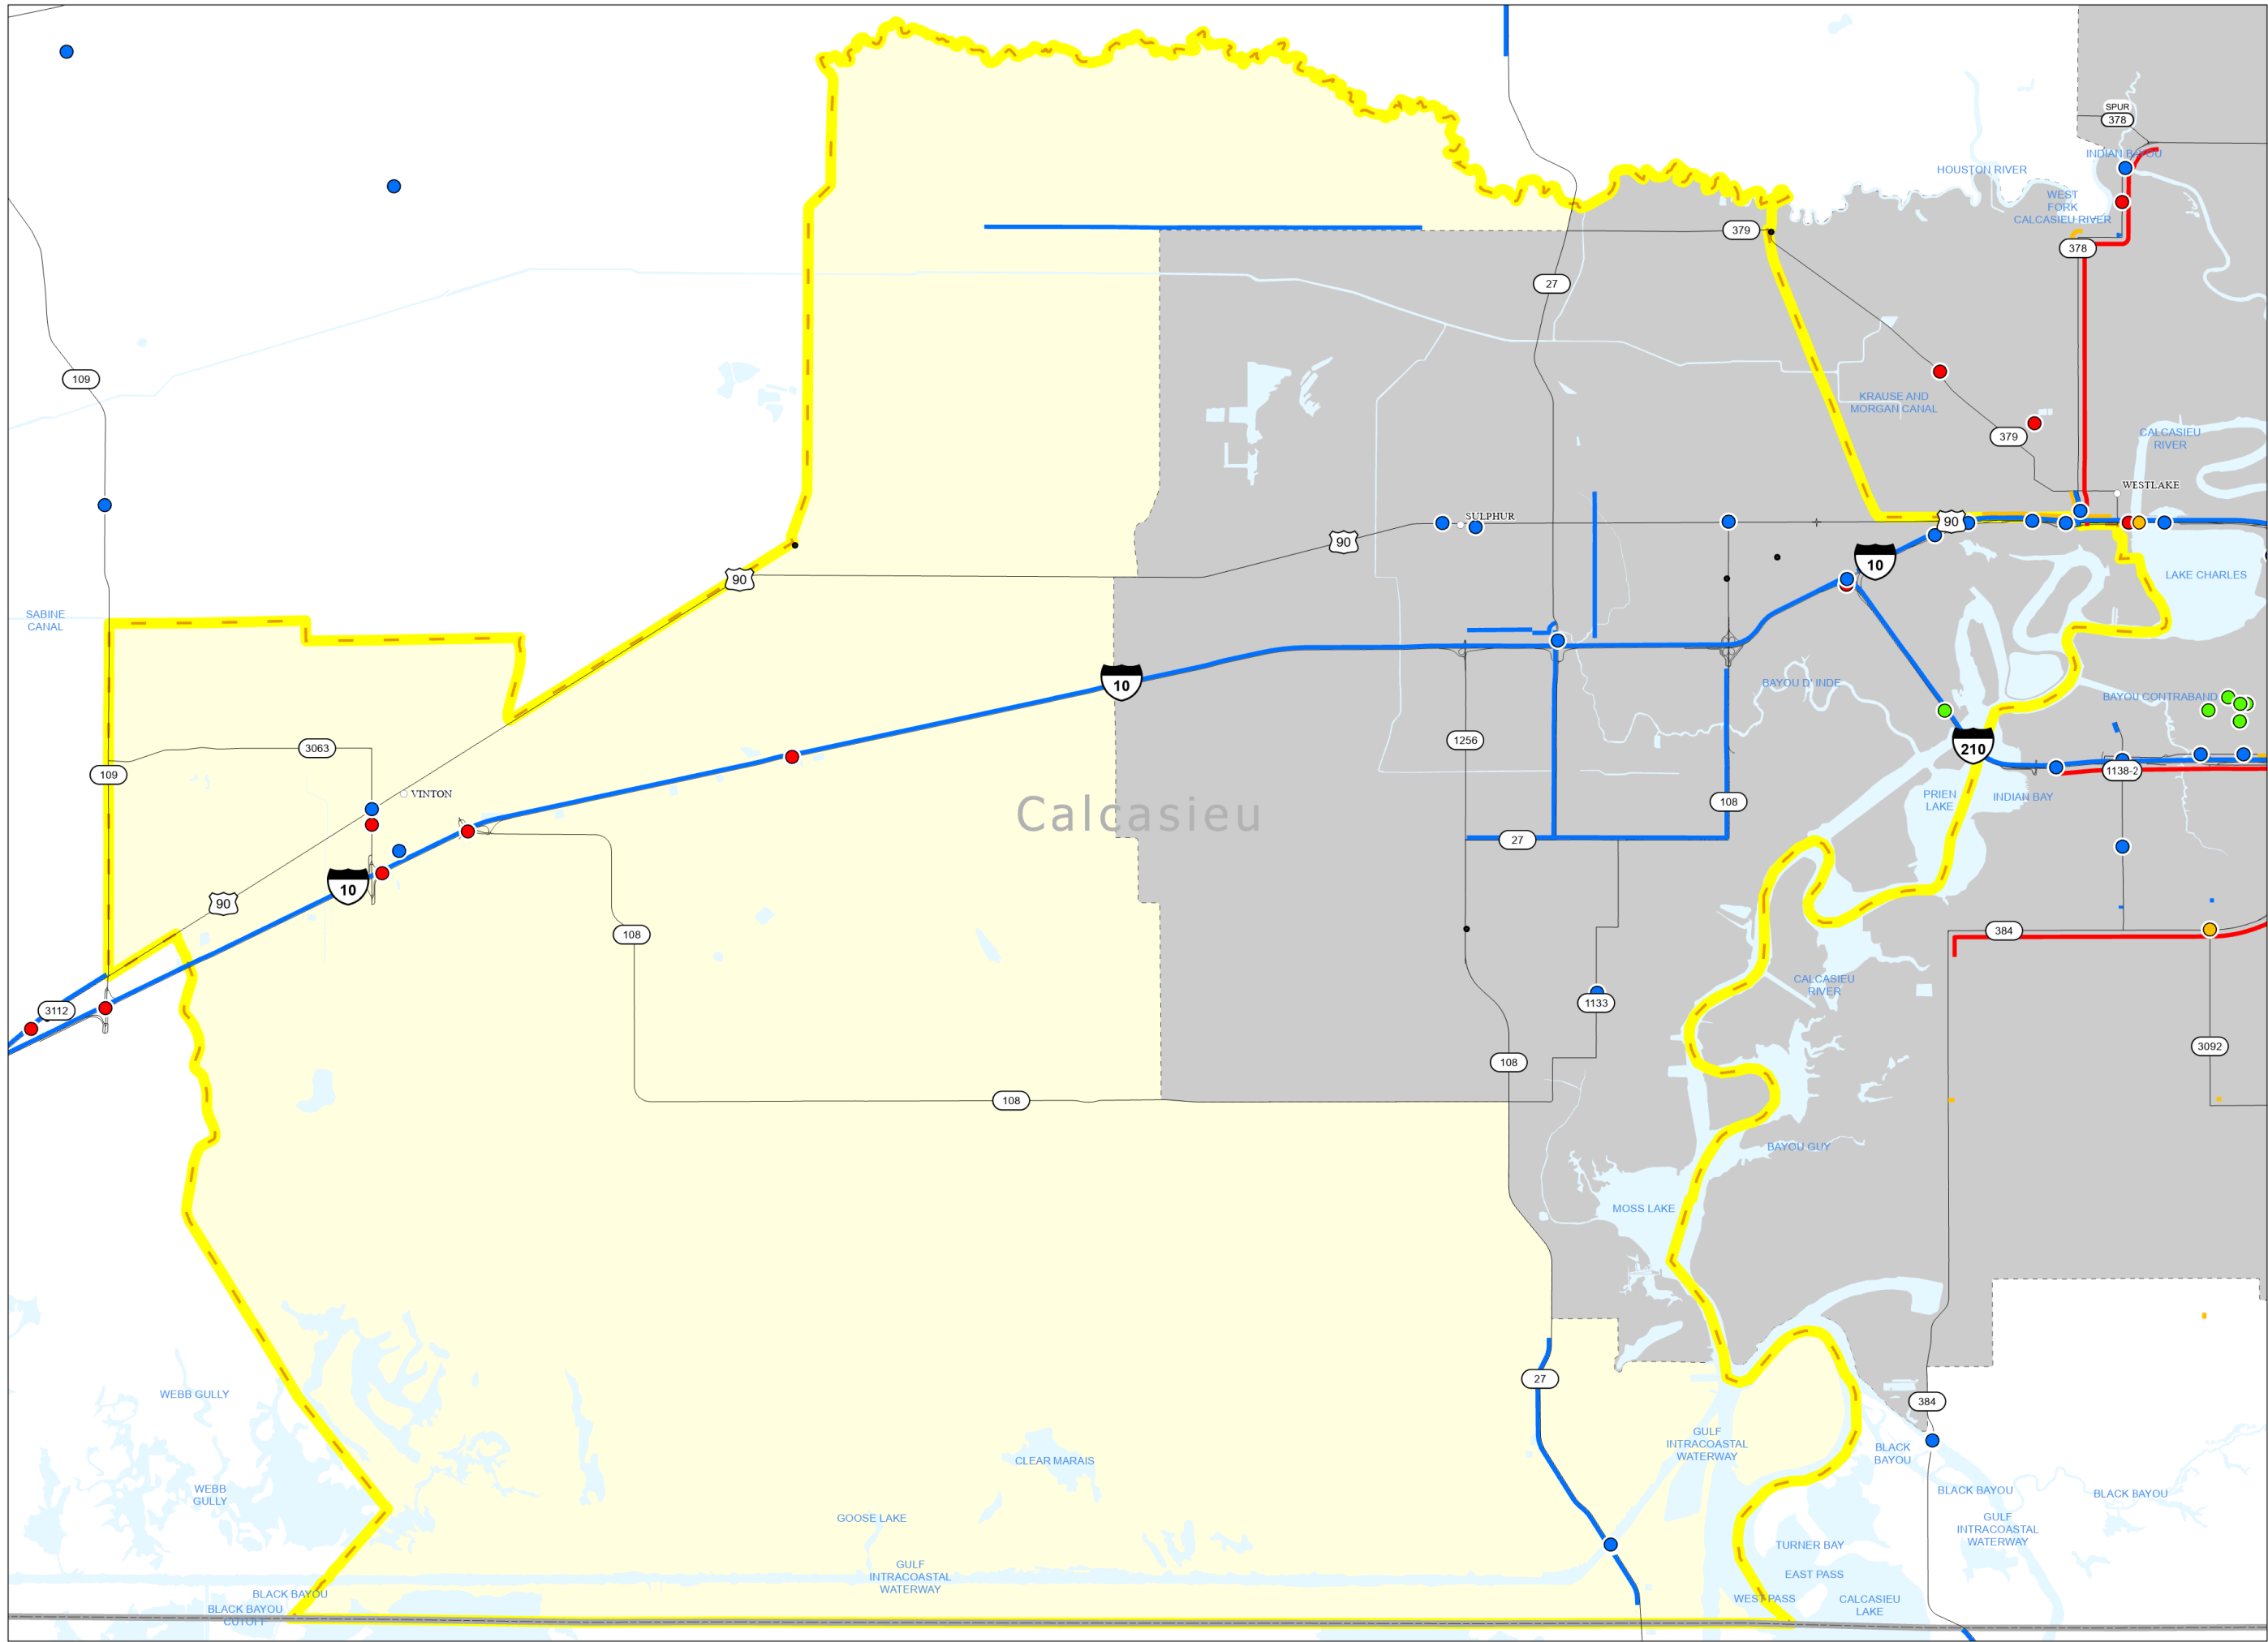 SPUR
378
INDIAN BAYOU
HOUSTON RIVER
WEST
FORK
CALCASIEU RIVER
379
378
27
109
KRAUSE AND
MORGAN CANAL
CALCASIEU
RIVER
379
WESTLAKE
SULPHUR
90
90
90
10
LAKE CHARLES
SABINE
CANAL
10
BAYOU D' INDE
BAYOU CONTRABAND
3063
1256
210
109
1138-2
VINTON
PRIEN
LAKE
INDIAN BAY
108
Calcasieu
27
10
90
108
384
CALCASIEU
RIVER
3112
1133
3092
108
108
BAYOU GUY
MOSS LAKE
27
WEBB GULLY
384
GULF
INTRACOASTAL
WATERWAY
BLACK
BAYOU
CLEAR MARAIS
WEBB
GULLY
BLACK BAYOU
BLACK BAYOU
GOOSE LAKE
GULF
INTRACOASTAL
WATERWAY
TURNER BAY
GULF
INTRACOASTAL
WATERWAY
EAST PASS
BLACK BAYOU
WEST PASS
CALCASIEU
LAKE
BLACK BAYOU
CUTOFF